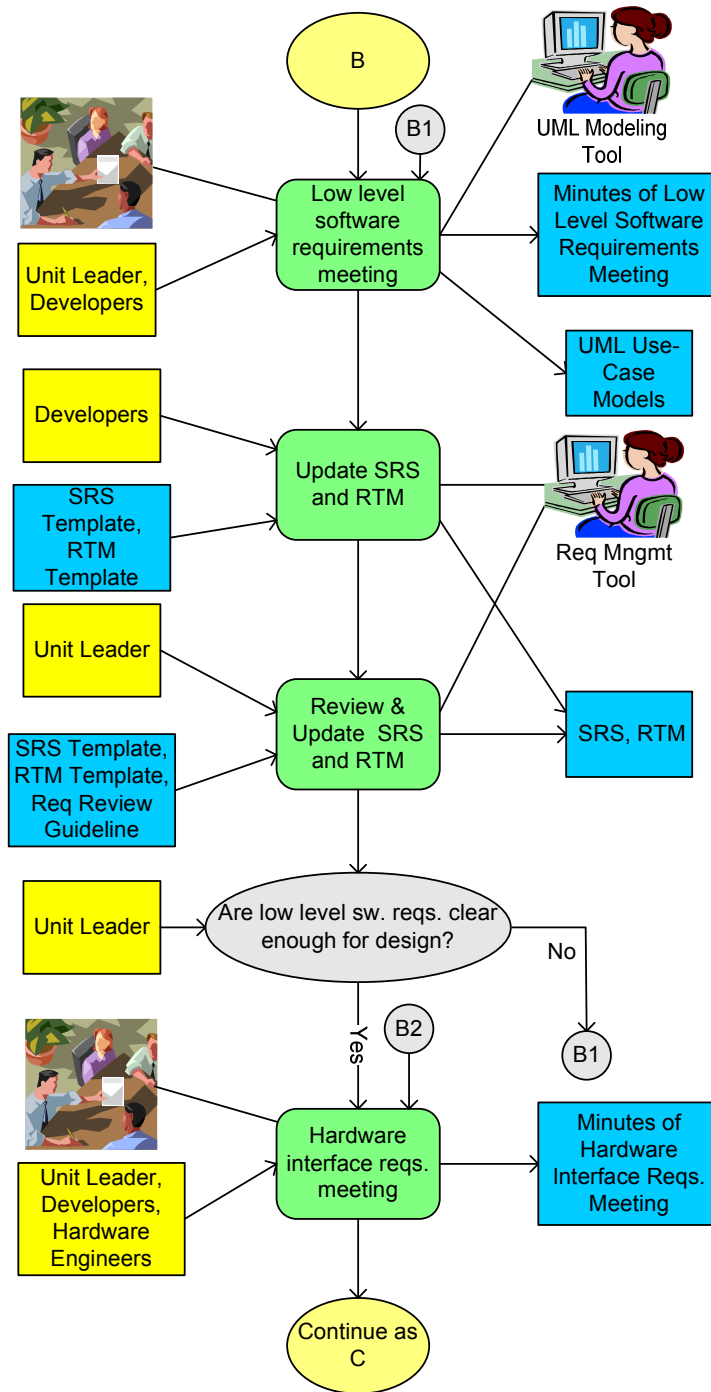 B
B1
UML Modeling
Tool
Low level
software
requirements
meeting
Minutes of Low
Level Software
Requirements
Meeting
Unit Leader,
Developers
UML Use-
Case
Models
Developers
Update SRS
and RTM
SRS
Template,
RTM
Template
Req Mngmt
Tool
Unit Leader
Review &
Update SRS
and RTM
SRS, RTM
SRS Template,
RTM Template,
Req Review
Guideline
Unit Leader
Are low level sw. reqs. clear
enough for design?
No
Yes
B2
B1
Hardware
interface reqs.
meeting
Minutes of
Hardware
Interface Reqs.
Meeting
Unit Leader,
Developers,
Hardware
Engineers
Continue as
C